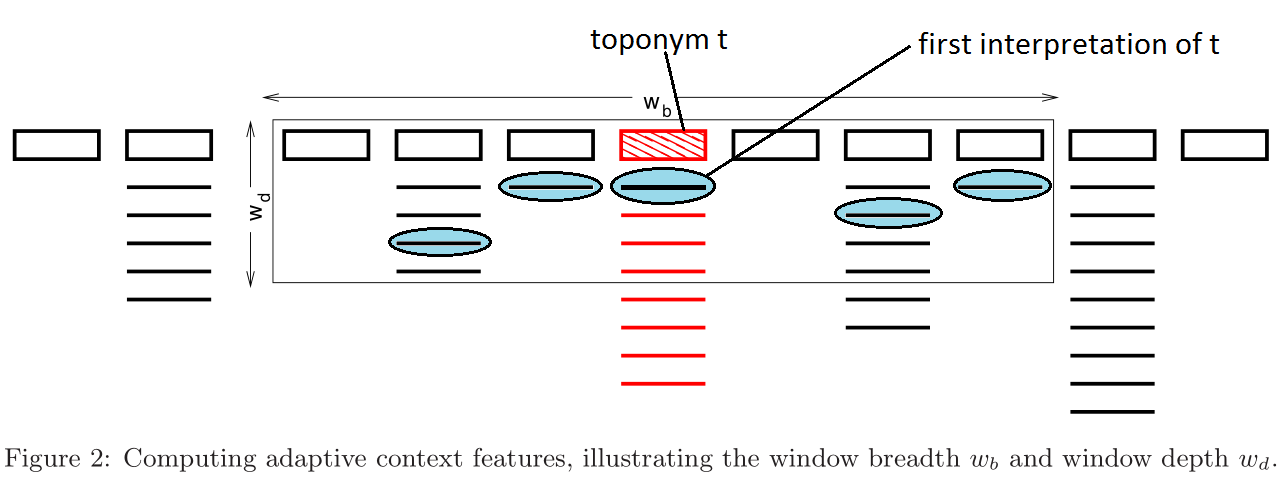 toponym t
first interpretation of t
w_b
w_d
Figure 2: Computing adaptive context features, illustrating the window breadth w_b and window depth w_d.